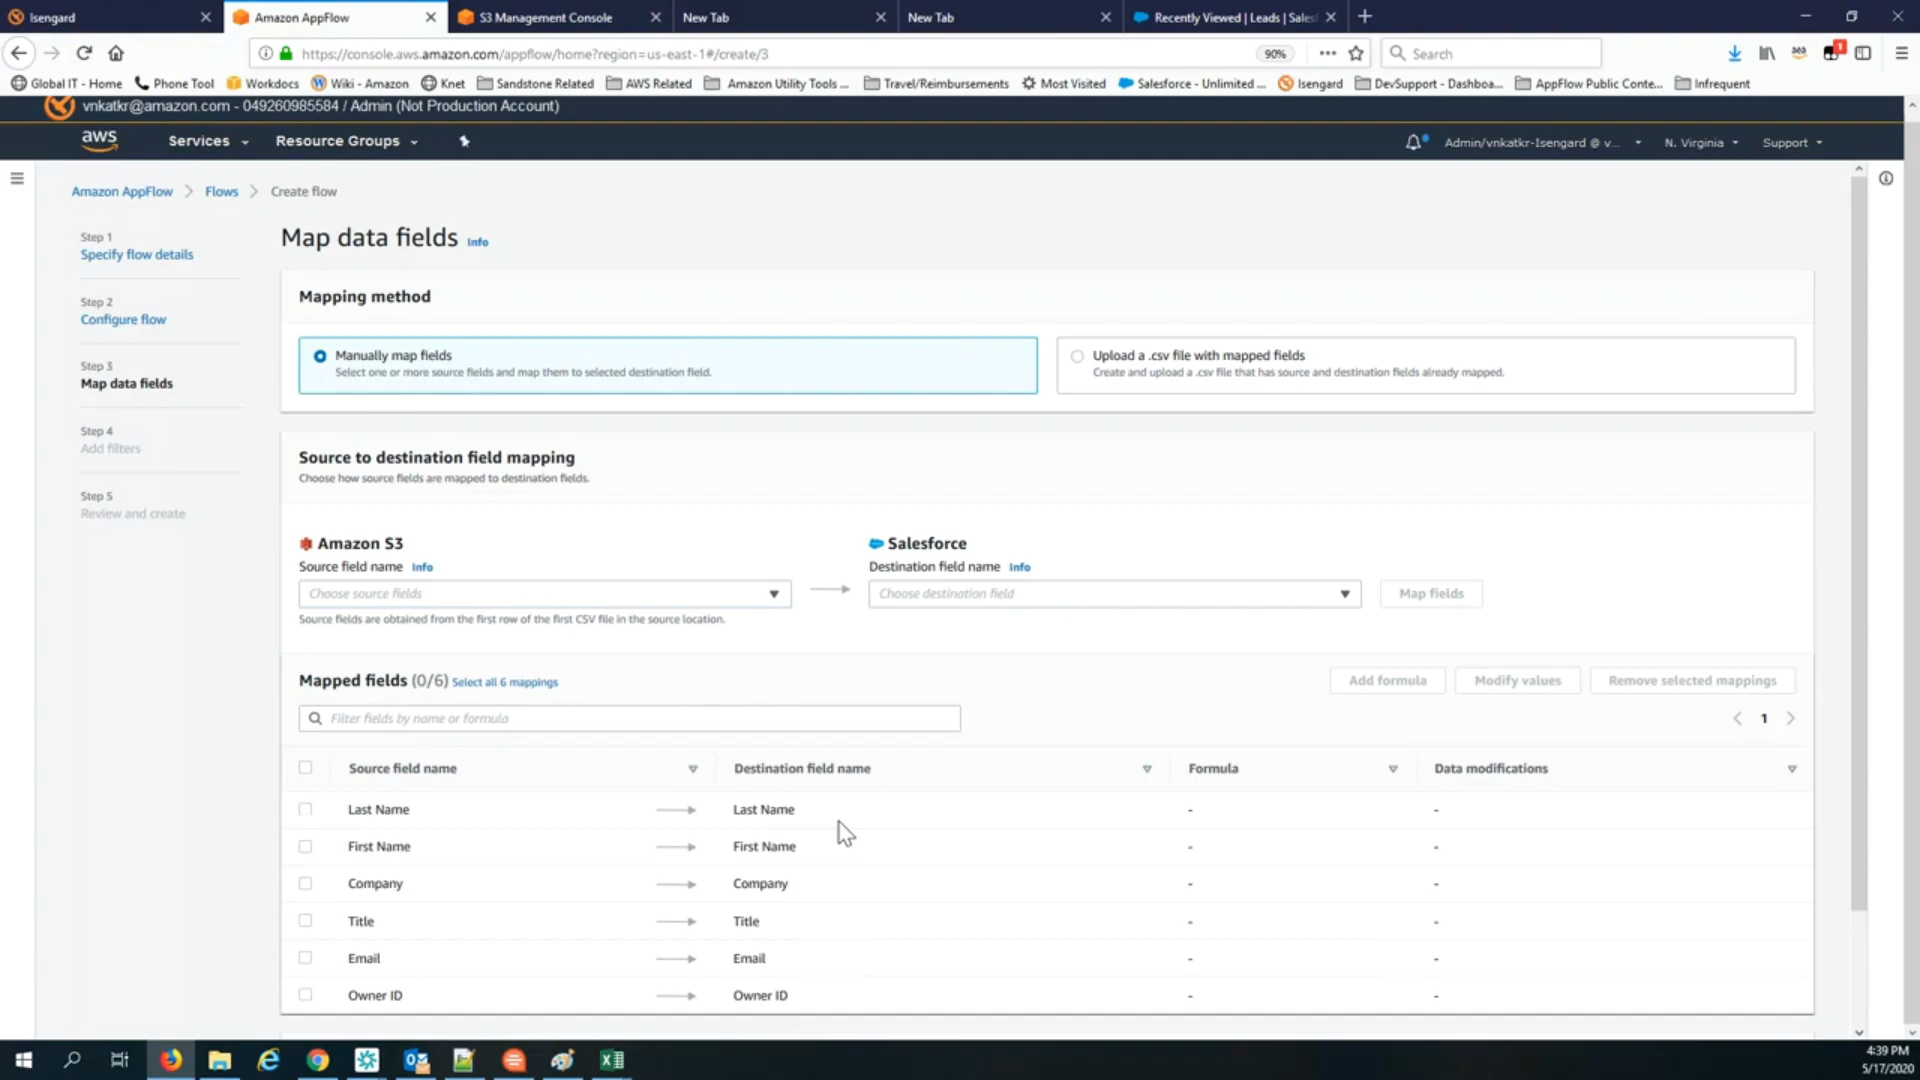 Isengard
Amazon AppFlow
S3 Management Console
New Tab
New Tab
Recently Viewed | Leads | Sales
https://console.aws.amazon.com/appflow/home?region=us-east-1#/create/3
90%
Search
Global IT - Home
Phone Tool
Workdocs
Wiki - Amazon
Knet
Sandstone Related
AWS Related
Amazon Utility Tools ...
Travel/Reimbursements
Most Visited
Salesforce - Unlimited ...
Isengard
DevSupport - Dashboa...
AppFlow Public Conte...
Infrequent
vnkatkr@amazon.com - 049260985584 / Admin (Not Production Account)
aws
Services
Resource Groups
Admin/vnkatkr-Isengard @ v...
N. Virginia
Support
Amazon AppFlow
Flows
Create flow
Step 1
Specify flow details
Step 2
Configure flow
Step 3
Map data fields
Step 4
Add filters
Step 5
Review and create
Map data fields Info
Mapping method
Manually map fields
Select one or more source fields and map them to selected destination field.
Upload a .csv file with mapped fields
Create and upload a .csv file that has source and destination fields already mapped.
Source to destination field mapping
Choose how source fields are mapped to destination fields.
Amazon S3
Source field name Info
Choose source fields
Source fields are obtained from the first row of the first CSV file in the source location.
Salesforce
Destination field name Info
Choose destination field
Map fields
Mapped fields (0/6) Select all 6 mappings
Add formula
Modify values
Remove selected mappings
Filter fields by name or formula
1
Source field name
Destination field name
Formula
Data modifications
Last Name
Last Name
-
-
First Name
First Name
-
-
Company
Company
-
-
Title
Title
-
-
Email
Email
-
-
Owner ID
Owner ID
-
-
4:39 PM
5/17/2020